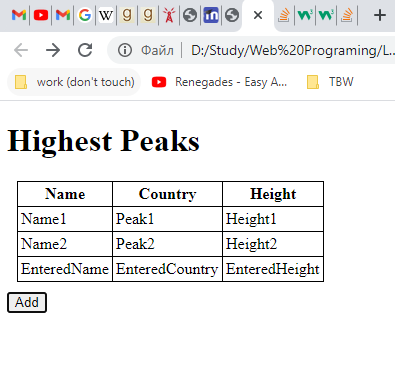 Файл D:/Study/Web%20Programing/L...
work (don't touch) Renegades - Easy A... TBW
Highest Peaks
Name Country Height
Name1 Peak1 Height1
Name2 Peak2 Height2
EnteredName EnteredCountry EnteredHeight
Add